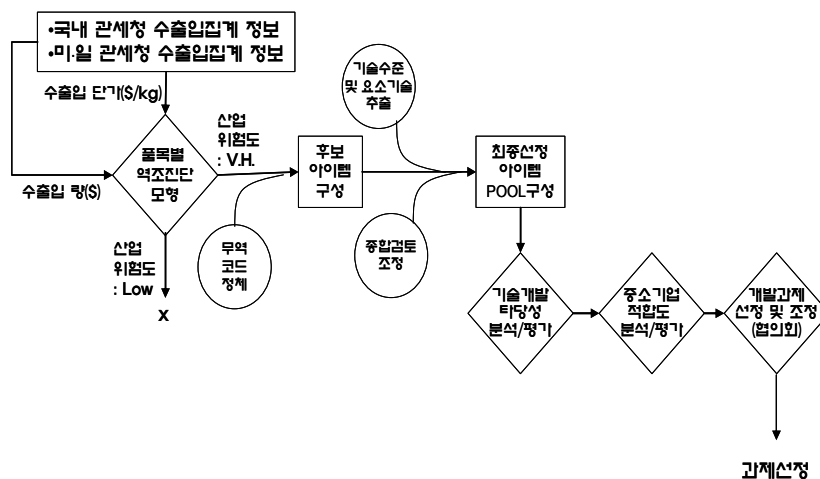 •국내 관세청 수출입집계 정보
•미.일 관세청 수출입집계 정보
수출입 단가($/kg)
수출입 량($)
품목별
역조진단
모형
산업
위험도
: V.H.
산업
위험도
: Low
x
무역
코드
정체
후보
아이템
구성
기술수준
및 요소기술
추출
종합검토
조정
최종선정
아이템
POOL구성
기술개발
타당성
분석/평가
중소기업
적합도
분석/평가
개발과제
선정 및 조정
(협의회)
과제선정